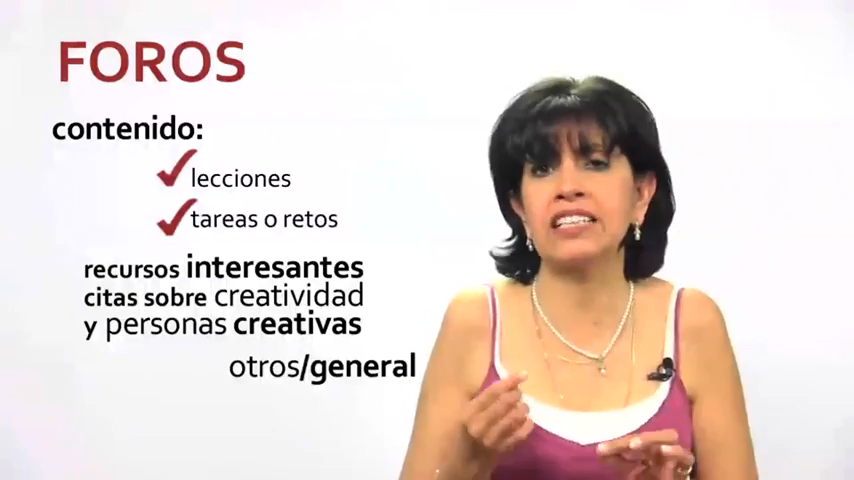 FOROS
contenido:
lecciones
tareas o retos
recursos interesantes
citas sobre creatividad
y personas creativas
otros/general